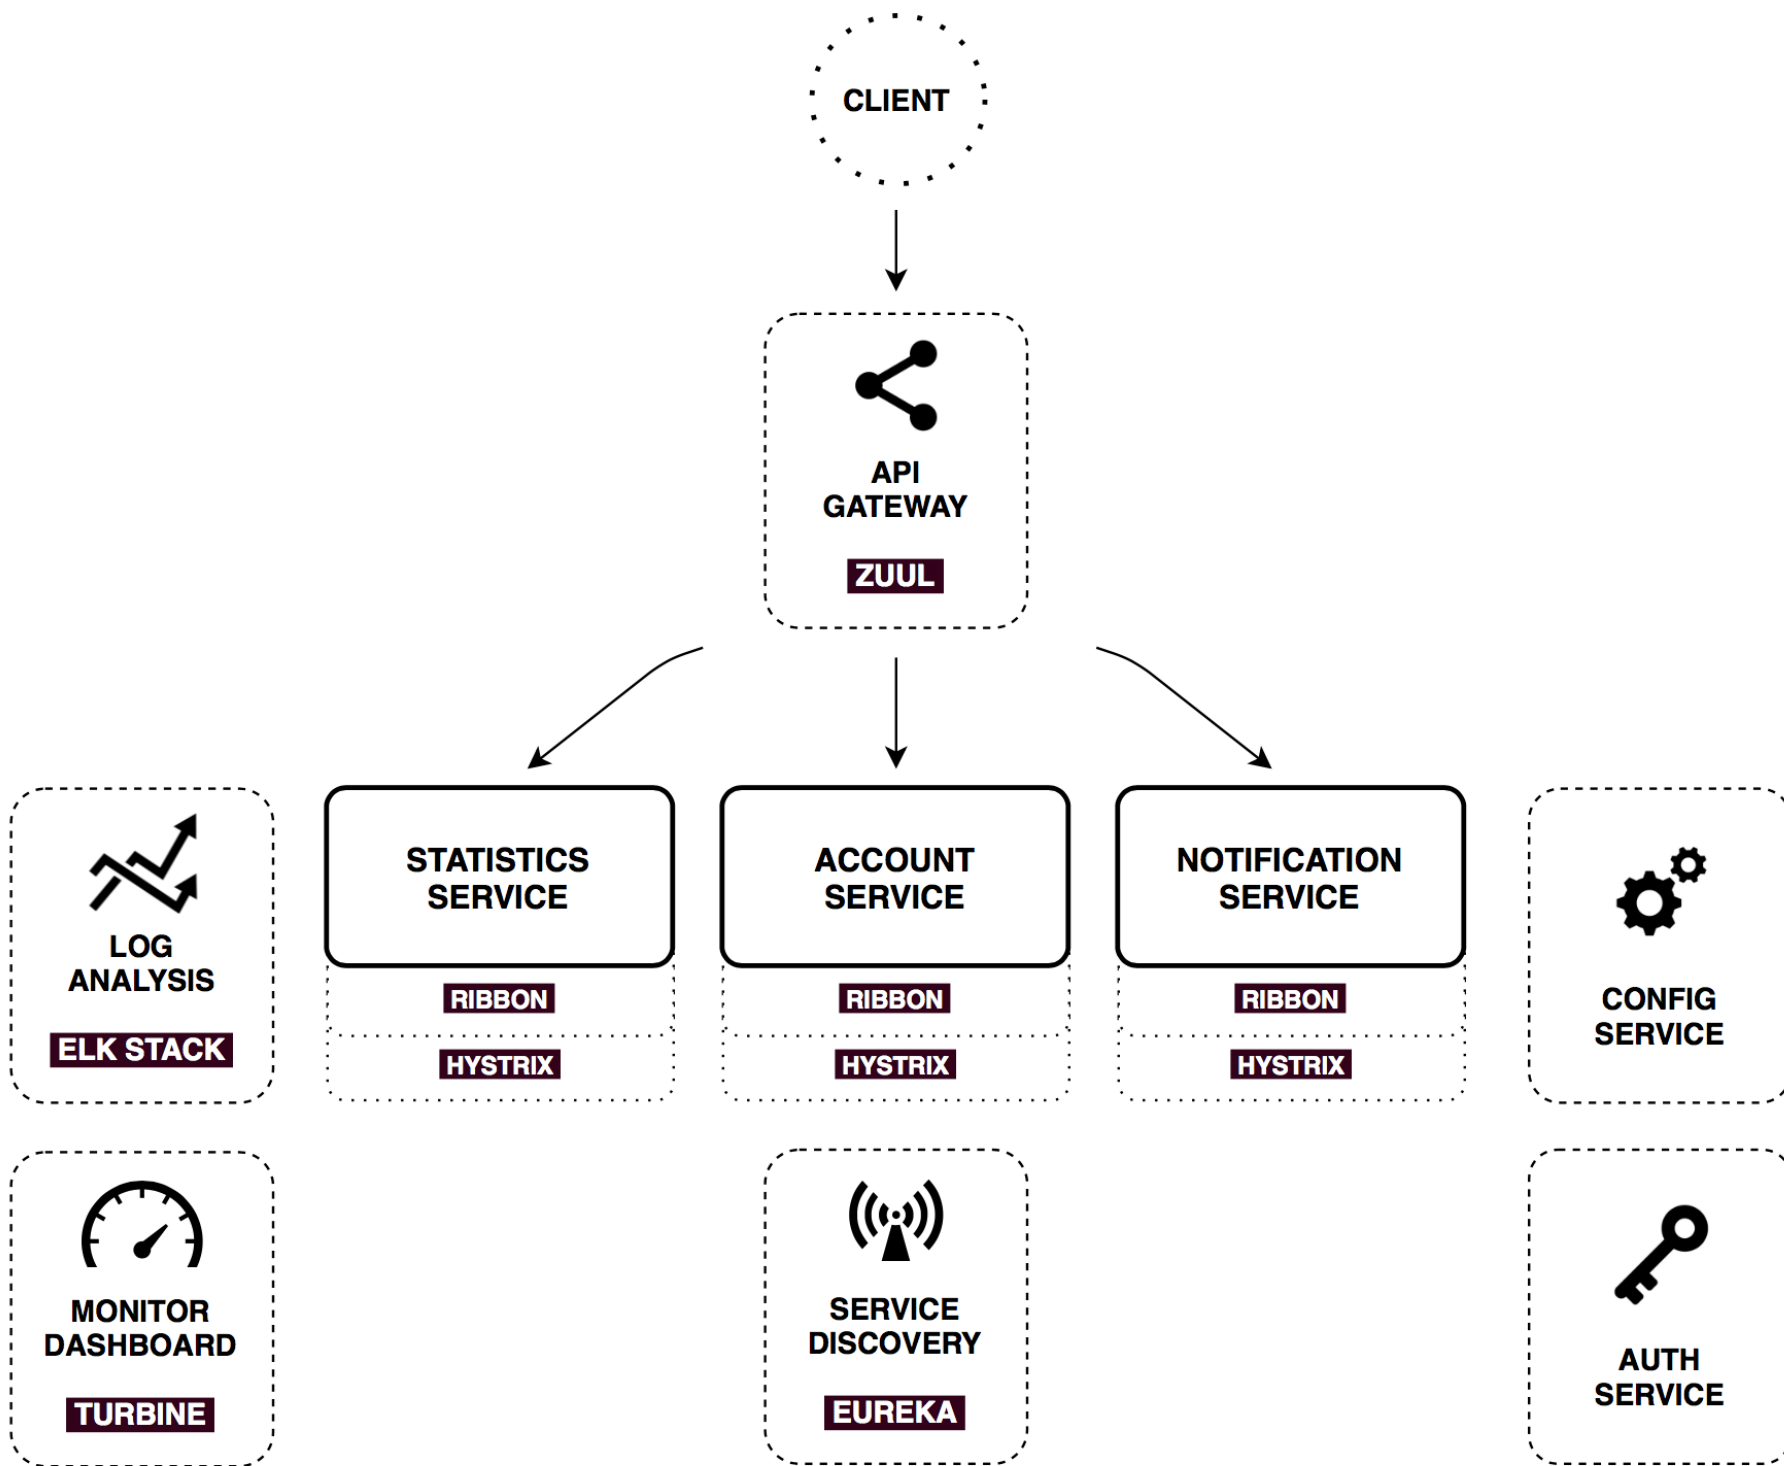 CLIENT
API
GATEWAY
ZUUL
LOG
ANALYSIS
ELK STACK
STATISTICS
SERVICE
RIBBON
HYSTRIX
ACCOUNT
SERVICE
RIBBON
HYSTRIX
NOTIFICATION
SERVICE
RIBBON
HYSTRIX
CONFIG
SERVICE
MONITOR
DASHBOARD
TURBINE
SERVICE
DISCOVERY
EUREKA
AUTH
SERVICE